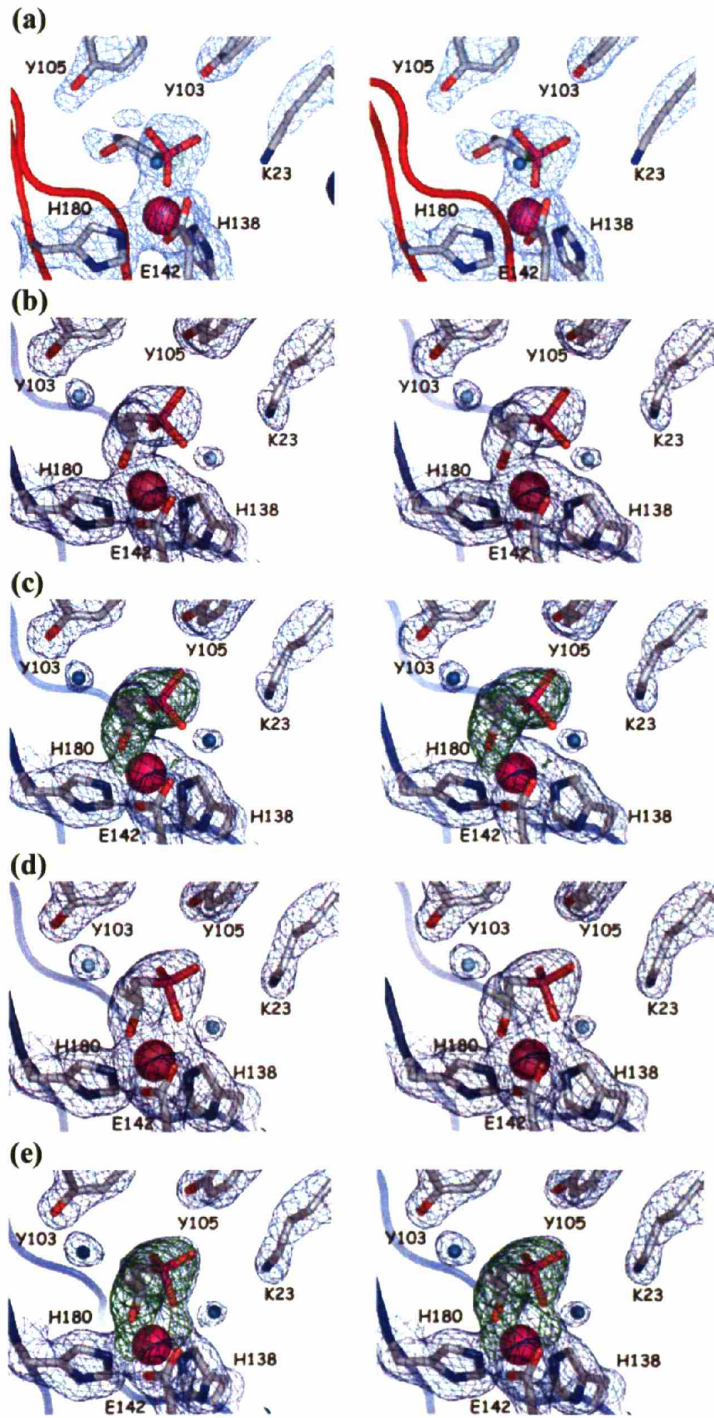 (a)
Y105 Y103 K23 H180 H138 E142
Y105 Y103 K23 H180 H138 E142
(b)
Y103 Y105 K23 H180 H138 E142
Y103 Y105 K23 H180 H138 E142
(c)
Y103 Y105 K23 H180 H138 E142
Y103 Y105 K23 H180 H138 E142
(d)
Y103 Y105 K23 H180 H138 E142
Y103 Y105 K23 H180 H138 E142
(e)
Y103 Y105 K23 H180 H138 E142
Y103 Y105 K23 H180 H138 E142